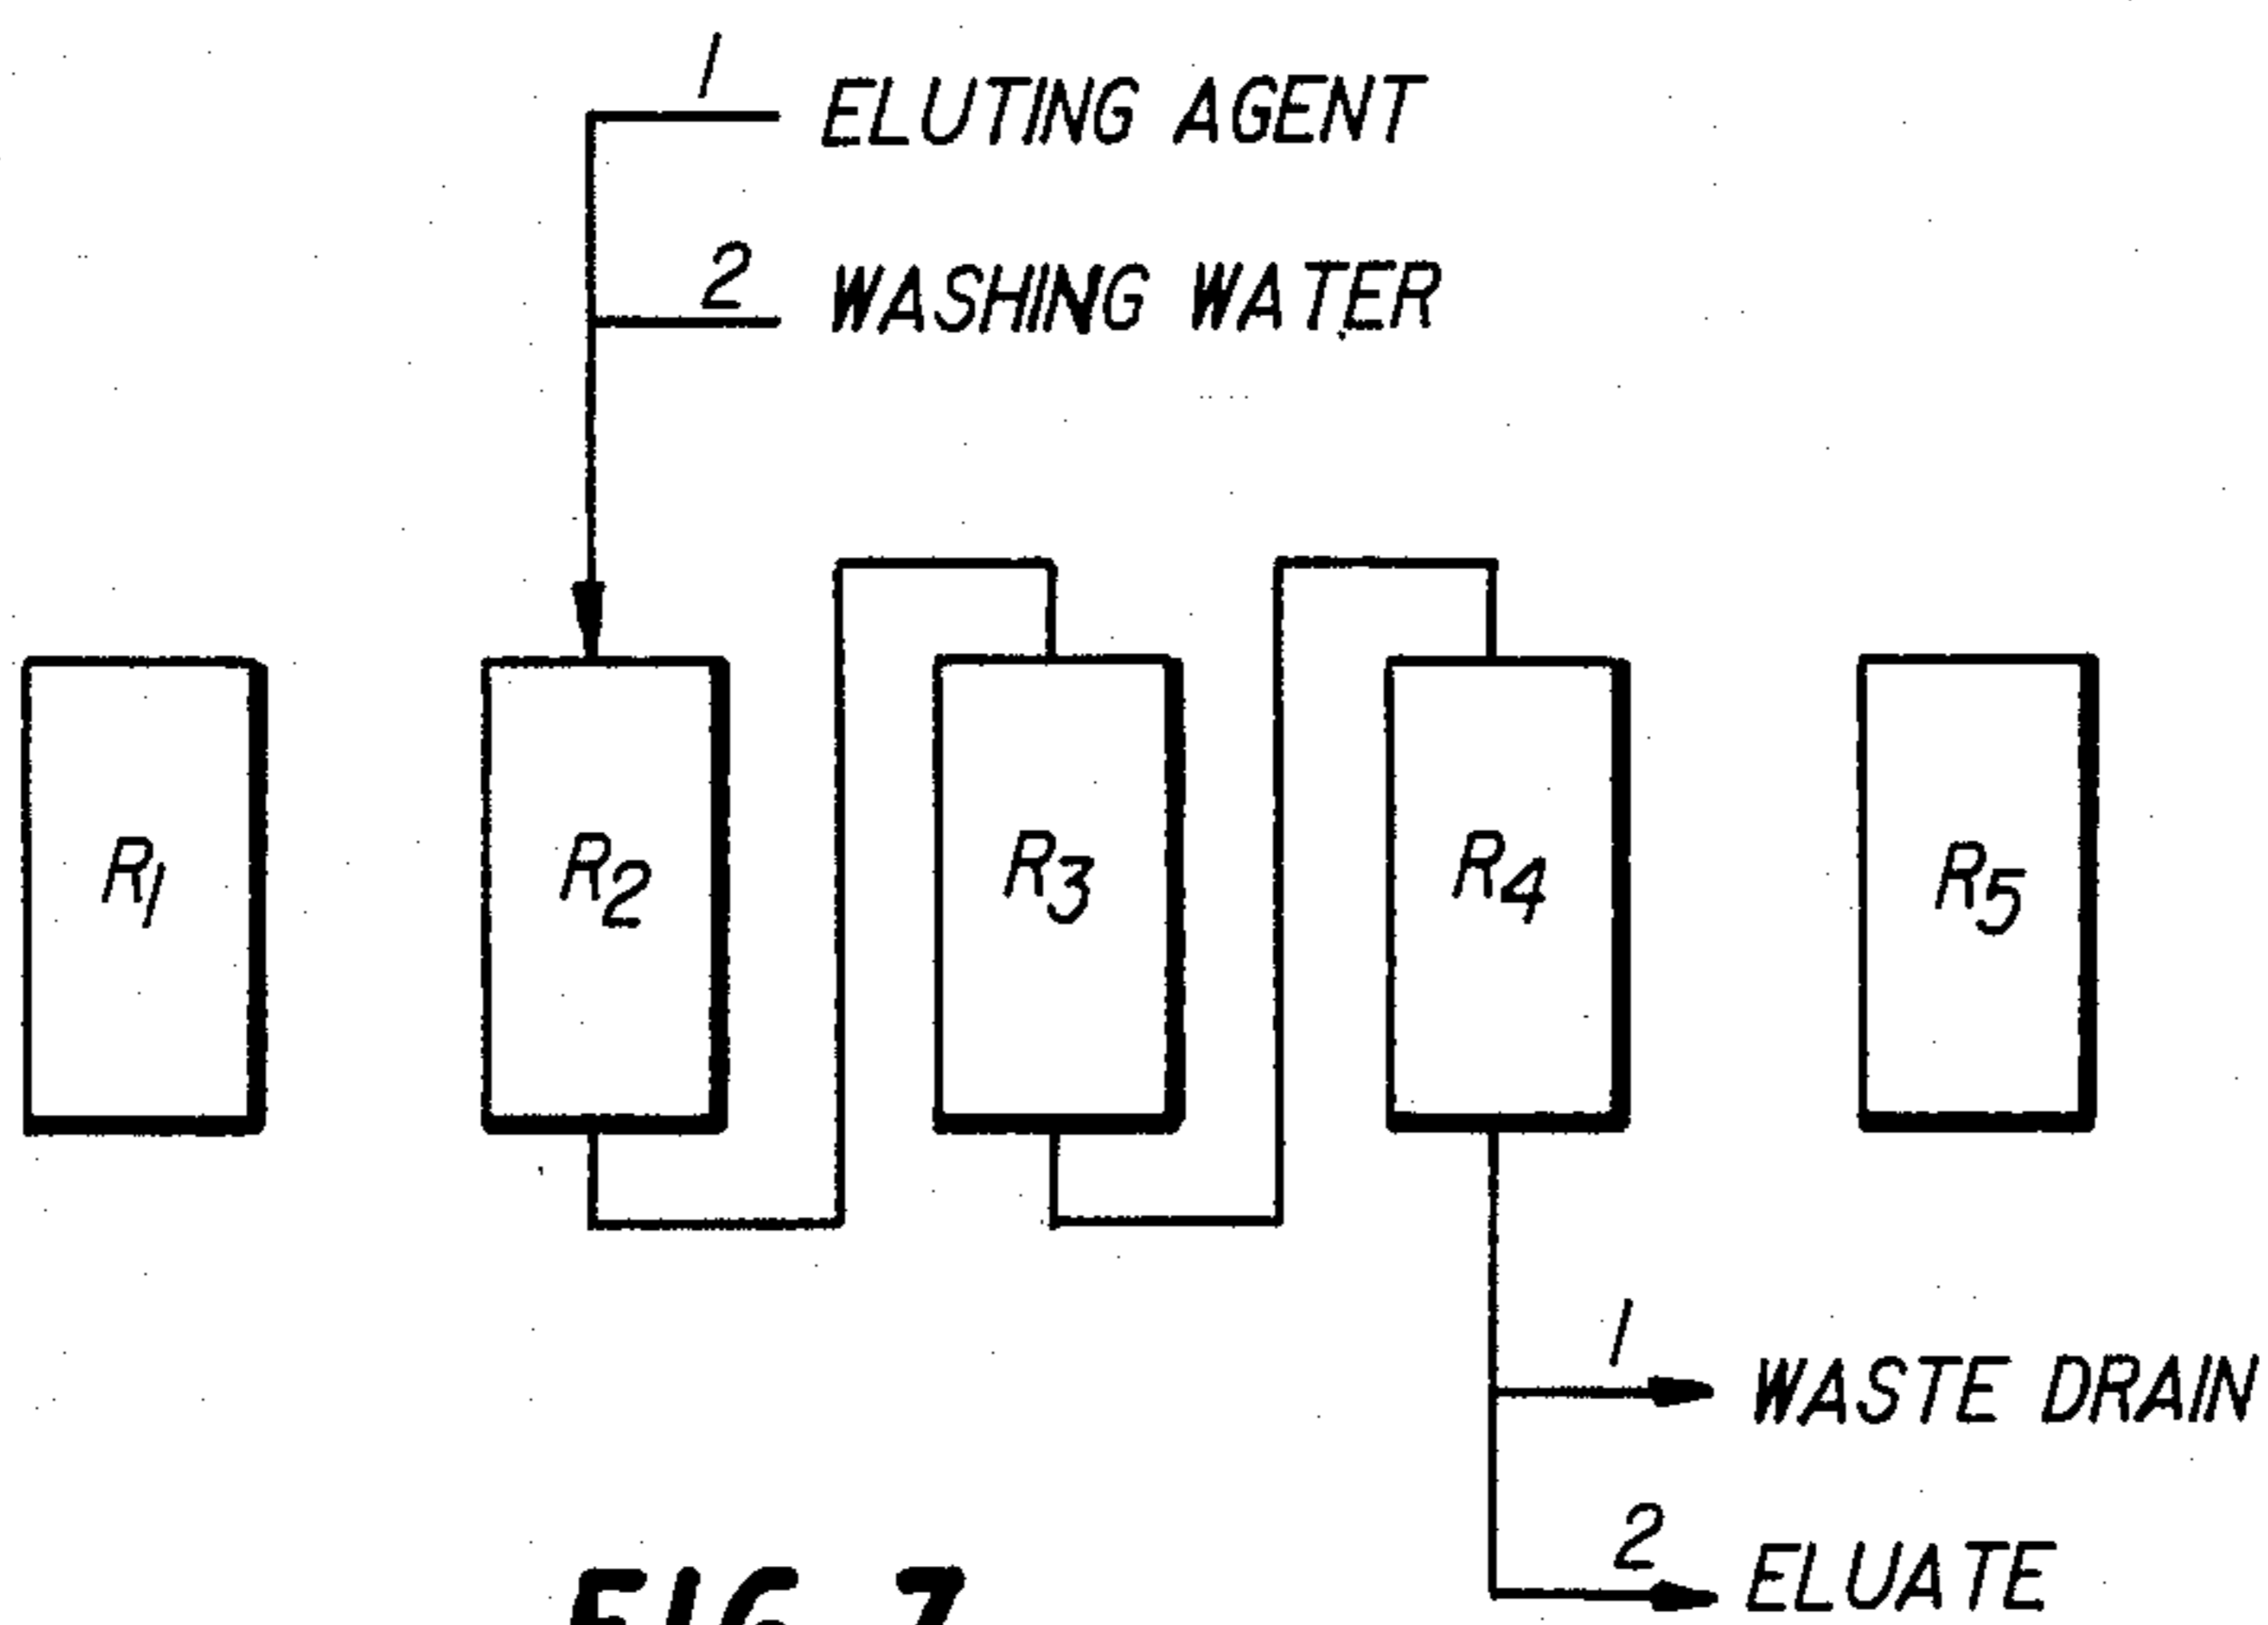 1 ELUTING AGENT
2 WASHING WATER
R1 R2 R3 R4 R5
1 WASTE DRAIN
2 ELUATE